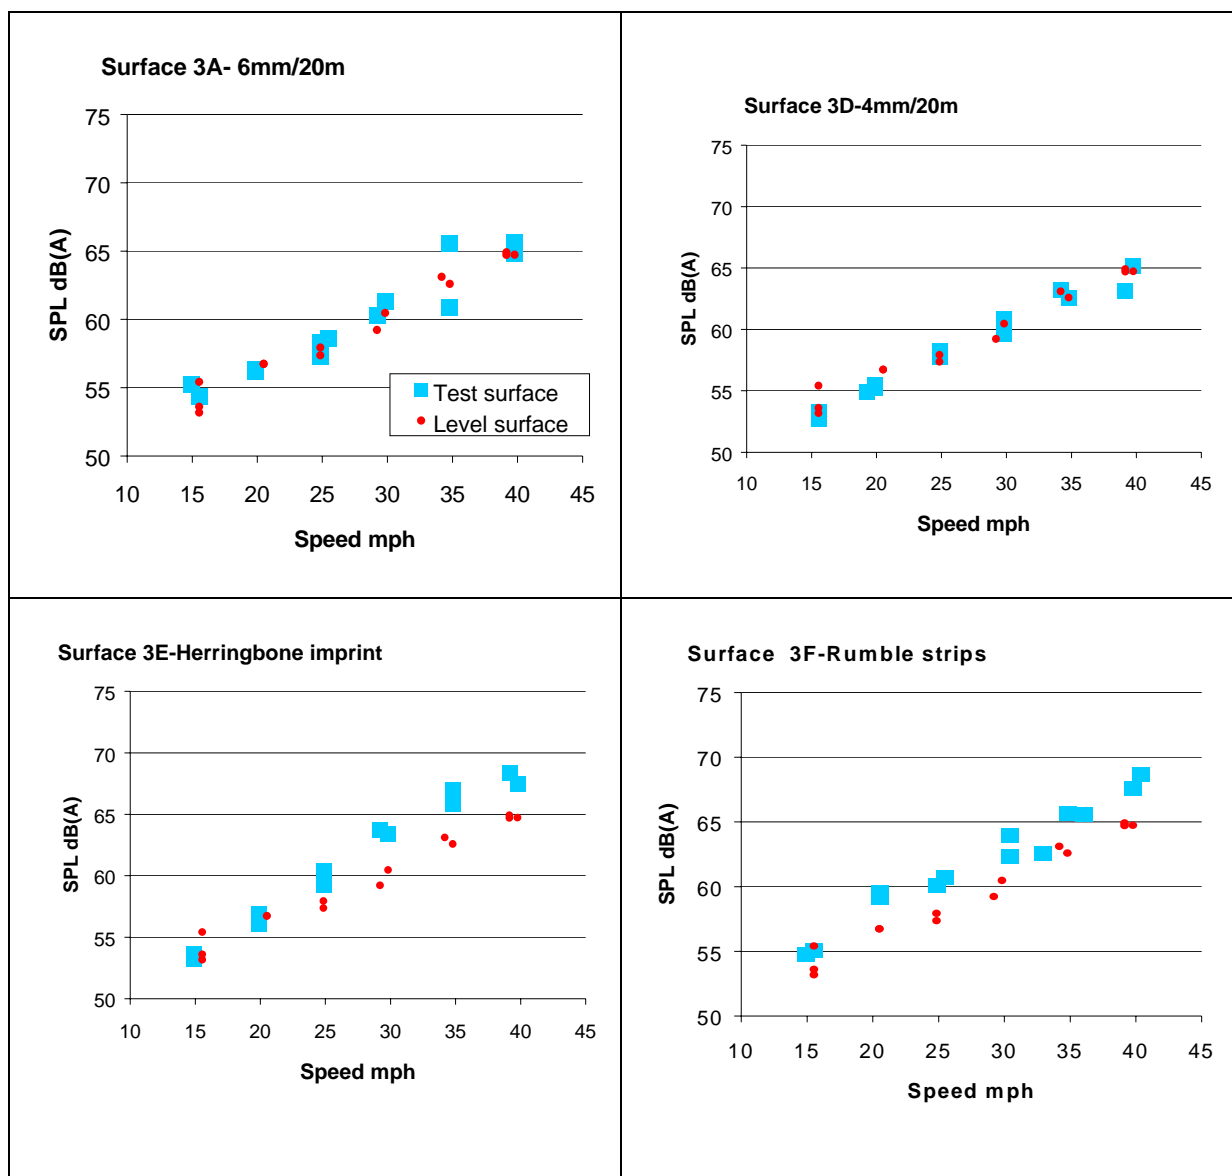 Surface 3A- 6mm/20m
SPL dB(A)
75
70
65
60
55
50
10 15 20 25 30 35 40 45
Speed mph
Test surface
Level surface
Surface 3D-4mm/20m
SPL dB(A)
75
70
65
60
55
50
10 15 20 25 30 35 40 45
Speed mph
Surface 3E-Herringbone imprint
SPL dB(A)
75
70
65
60
55
50
10 15 20 25 30 35 40 45
Speed mph
Surface 3F-Rumble strips
SPL dB(A)
75
70
65
60
55
50
10 15 20 25 30 35 40 45
Speed mph